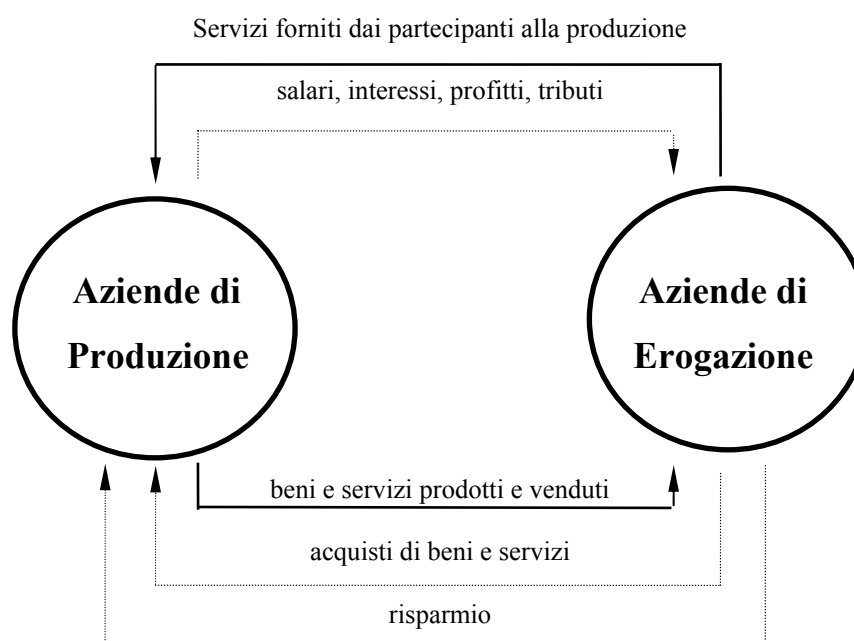 Servizi forniti dai partecipanti alla produzione
salari, interessi, profitti, tributi
Aziende di
Produzione
Aziende di
Erogazione
beni e servizi prodotti e venduti
acquisti di beni e servizi
risparmio